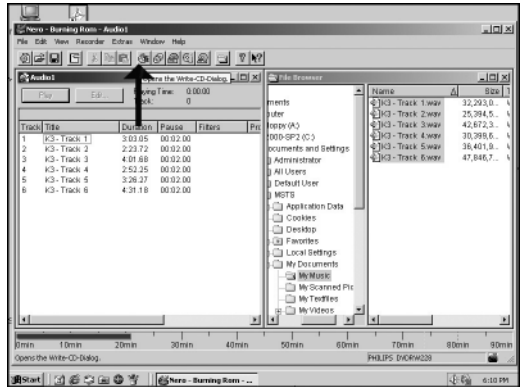 Nero - Burning Rom - Audio1
File Edit View Recorder Extras Window Help
Audio1
Opens the Write-CD-Dialog.
File Browser
Play
Edit...
Playing Time: 0:00.00
Track: 0
Track Title Duration Pause Filters
1 K3 - Track 1 3:03.05 00:02.00
2 K3 - Track 2 2:23.72 00:02.00
3 K3 - Track 3 4:01.68 00:02.00
4 K3 - Track 4 2:52.25 00:02.00
5 K3 - Track 5 3:26.27 00:02.00
6 K3 - Track 6 4:31.18 00:02.00
ments
puter
loppy (A:)
2000-SP2 (C:)
ocuments and Settings
Administrator
All Users
Default User
MSTS
Application Data
Cookies
Desktop
Favorites
Local Settings
My Documents
My Music
My Scanned Pic
My Textfiles
My Videos
Name Size
K3 - Track 1.wav 32,293,0...
K3 - Track 2.wav 25,394,5...
K3 - Track 3.wav 42,672,3...
K3 - Track 4.wav 30,399,6...
K3 - Track 5.wav 36,401,8...
K3 - Track 6.wav 47,846,7...
0min 10min 20min 30min 40min 50min 60min 70min 80min 90min
Opens the Write-CD-Dialog.
PHILIPS DVDRW228
Start
Nero - Burning Rom - ...
6:10 PM